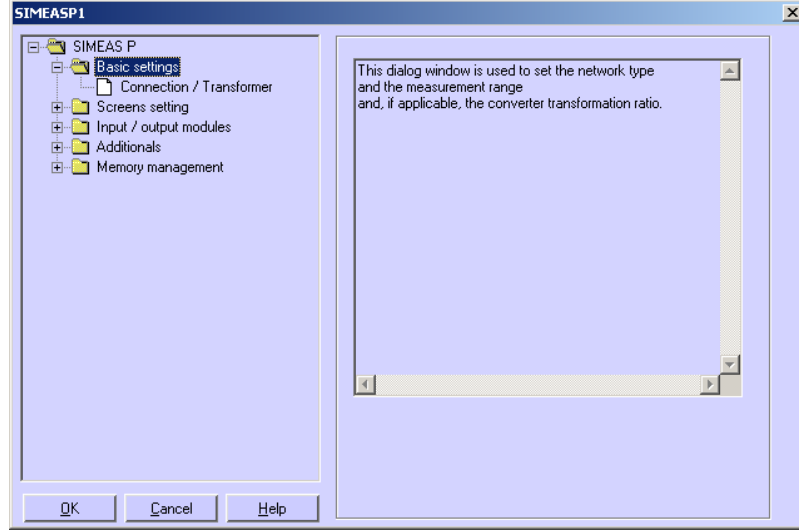 SIMEASP1
SIMEAS P
Basic settings
Connection / Transformer
Screens setting
Input / output modules
Additionals
Memory management
This dialog window is used to set the network type
and the measurement range
and, if applicable, the converter transformation ratio.
OK
Cancel
Help